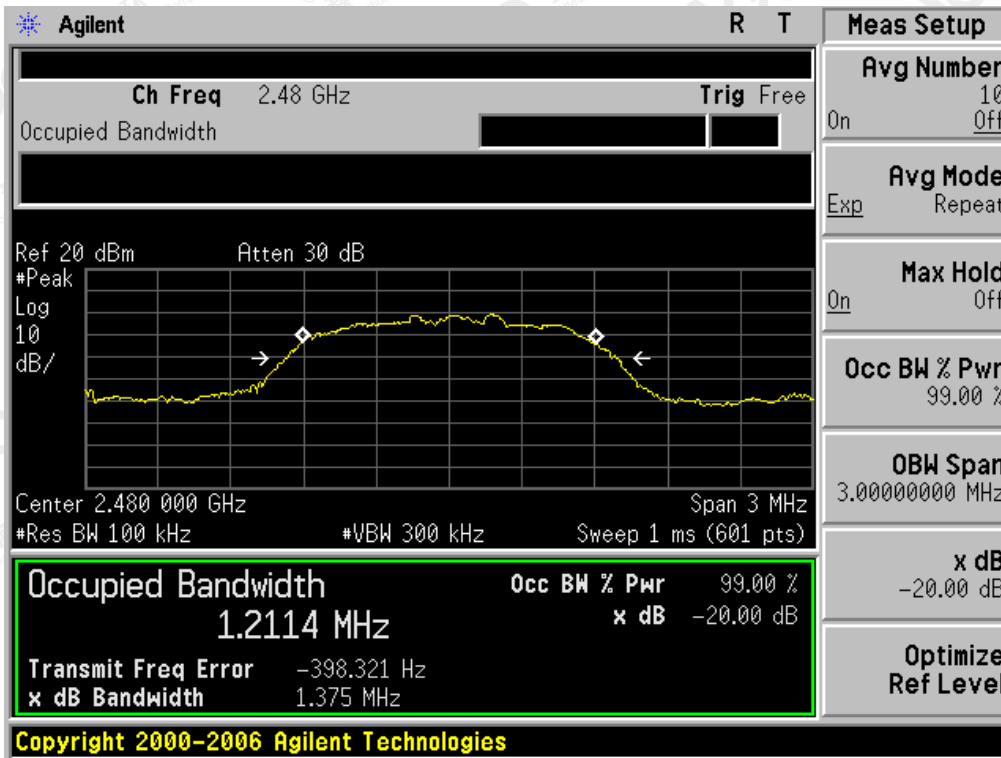 Agilent R T
Ch Freq 2.48 GHz Trig Free
Occupied Bandwidth
Ref 20 dBm Atten 30 dB
#Peak
Log
10
dB/
Center 2.480 000 GHz Span 3 MHz
#Res BW 100 kHz #VBW 300 kHz Sweep 1 ms (601 pts)
Occupied Bandwidth Occ BW % Pwr 99.00 %
1.2114 MHz x dB -20.00 dB
Transmit Freq Error -398.321 Hz
x dB Bandwidth 1.375 MHz
Copyright 2000-2006 Agilent Technologies
Meas Setup
Avg Number
10
On Off
Avg Mode
Exp Repeat
Max Hold
On Off
Occ BW % Pwr
99.00 %
OBW Span
3.00000000 MHz
x dB
-20.00 dB
Optimize
Ref Level